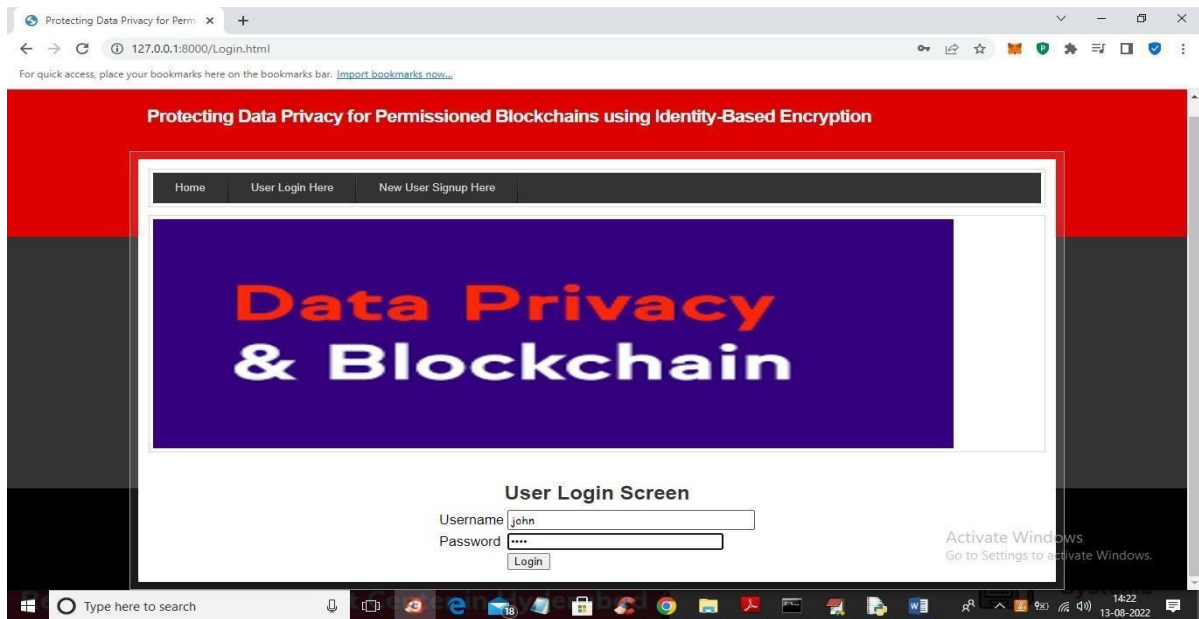 Protecting Data Privacy for Perm
127.0.0.1:8000/Login.html
For quick access, place your bookmarks here on the bookmarks bar. Import bookmarks now...
Protecting Data Privacy for Permissioned Blockchains using Identity-Based Encryption
Home User Login Here New User Signup Here
Data Privacy
& Blockchain
User Login Screen
Username john
Password ••••
Login
Activate Windows
Go to Settings to activate Windows.
Type here to search
18
14:22
13-08-2022